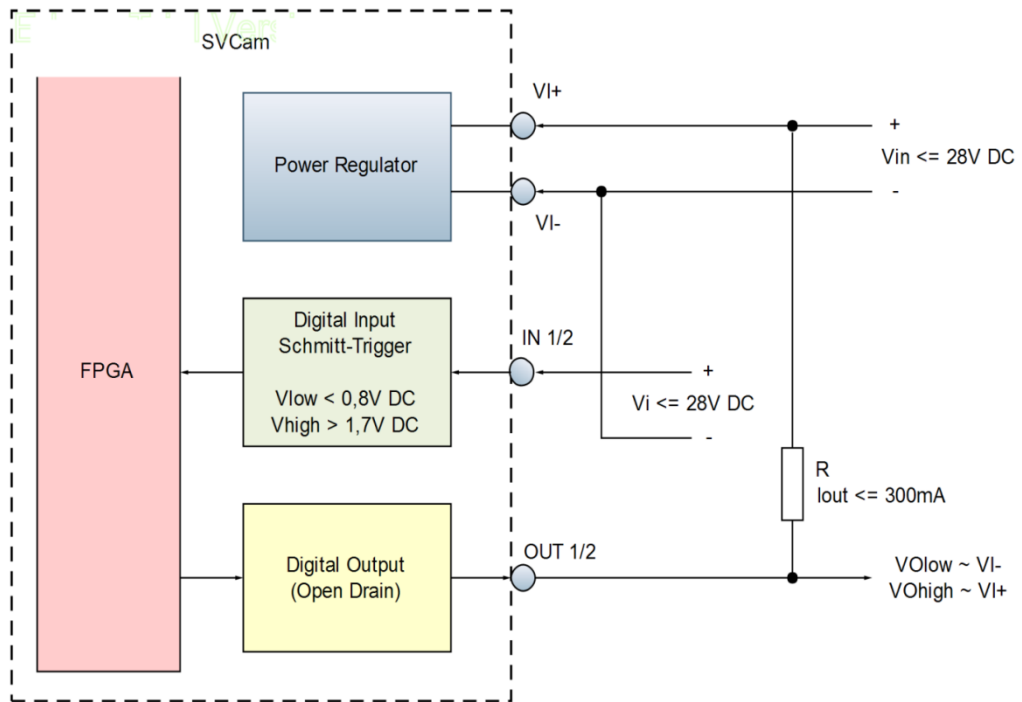 SVCam
VI+
+
Vin <= 28V DC
-
Power Regulator
VI-
Digital Input
Schmitt-Trigger
Vlow < 0,8V DC
Vhigh > 1,7V DC
IN 1/2
+
Vi <= 28V DC
-
FPGA
R
Iout <= 300mA
OUT 1/2
Digital Output
(Open Drain)
VOlow ~ VI-
VOhigh ~ VI+